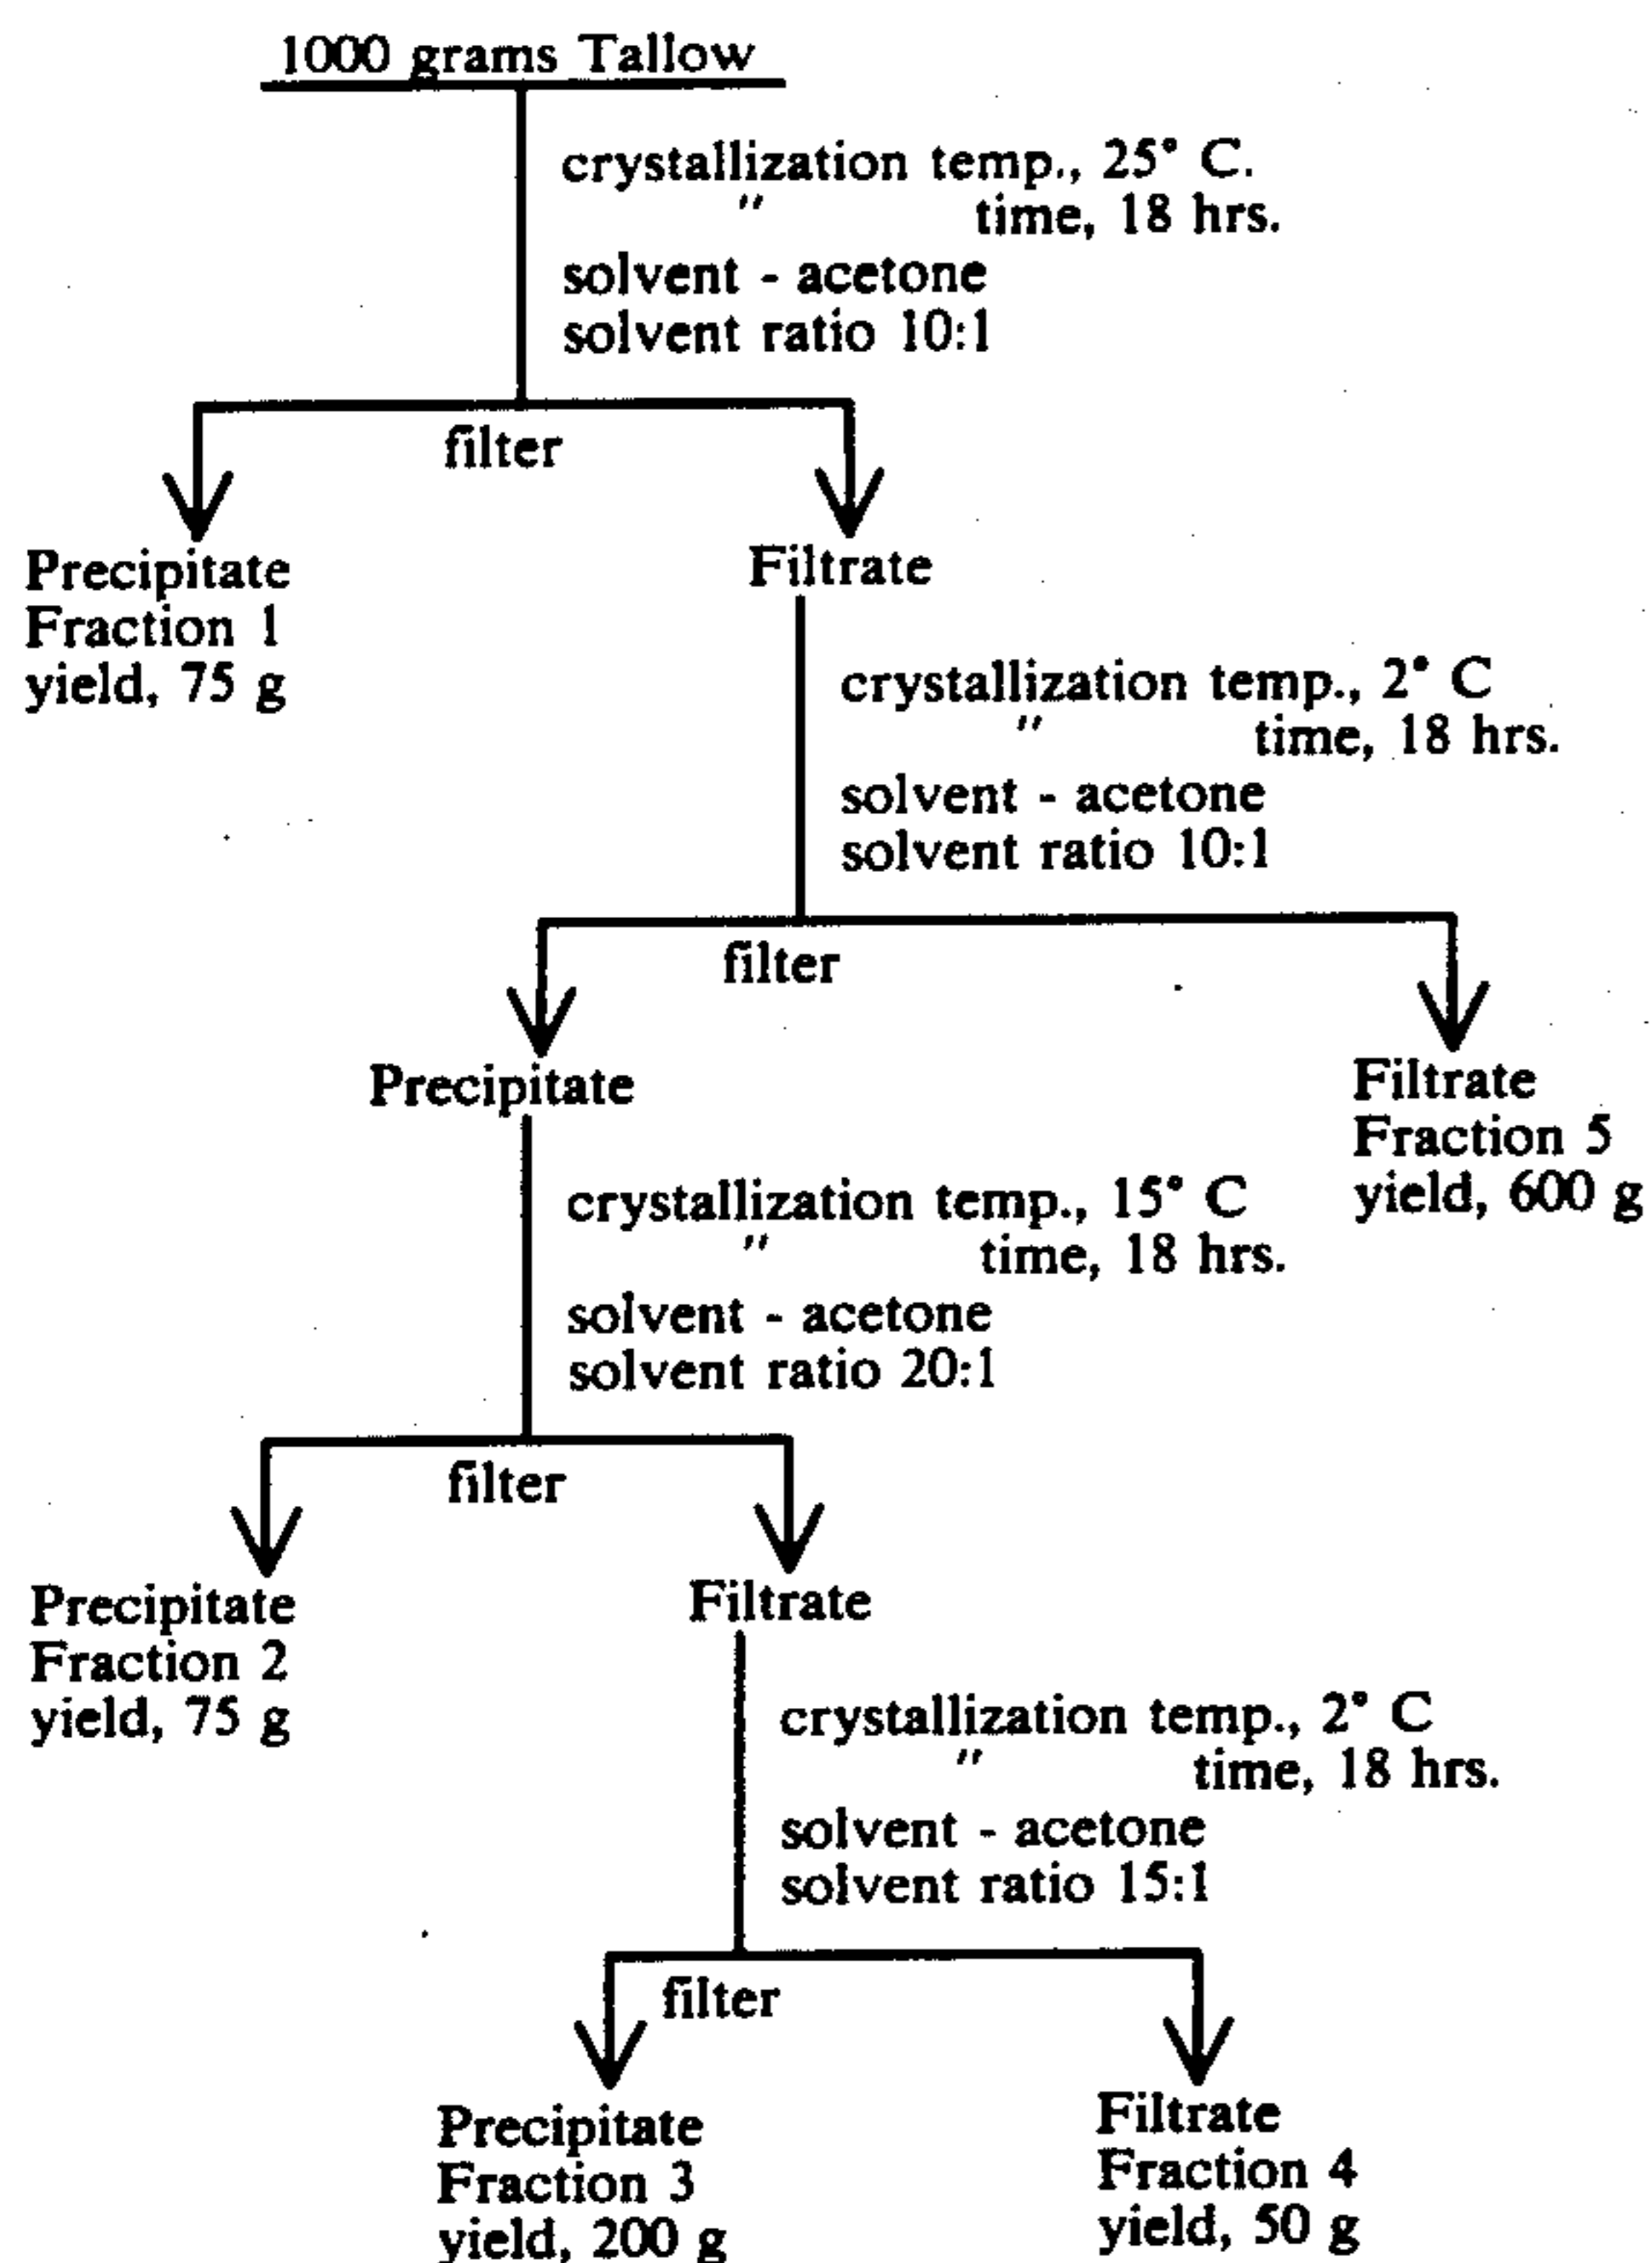 1000 grams Tallow
crystallization temp., 25° C.
" time, 18 hrs.
solvent - acetone
solvent ratio 10:1
filter
Precipitate
Fraction 1
yield, 75 g
Filtrate
crystallization temp., 2° C
" time, 18 hrs.
solvent - acetone
solvent ratio 10:1
filter
Precipitate
Filtrate
Fraction 5
yield, 600 g
crystallization temp., 15° C
" time, 18 hrs.
solvent - acetone
solvent ratio 20:1
filter
Precipitate
Fraction 2
yield, 75 g
Filtrate
crystallization temp., 2° C
" time, 18 hrs.
solvent - acetone
solvent ratio 15:1
filter
Precipitate
Fraction 3
yield, 200 g
Filtrate
Fraction 4
yield, 50 g